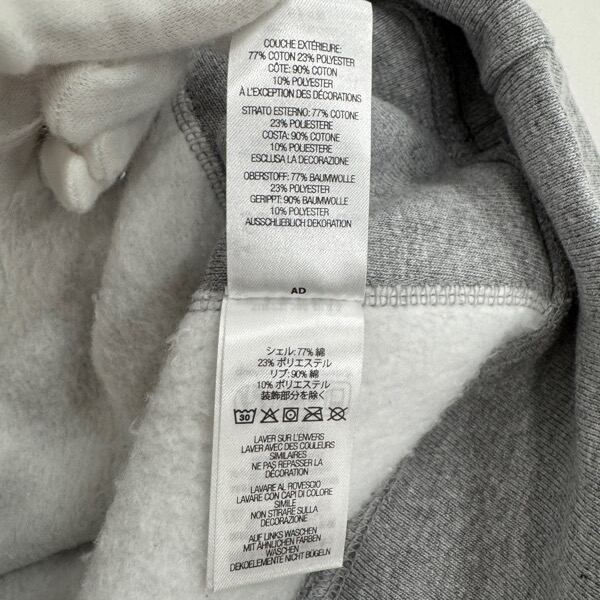 COUCHE EXTÉRIEURE:
77% COTON 23% POLYESTER
CÔTE: 90% COTON
10% POLYESTER
À L'EXCEPTION DES DÉCORATIONS
STRATO ESTERNO: 77% COTONE
23% POLIESTERE
COSTA: 90% COTONE
10% POLIESTERE
ESCLUSA LA DECORAZIONE
OBERSTOFF: 77% BAUMWOLLE
23% POLYESTER
GERIPPT: 90% BAUMWOLLE
10% POLYESTER
AUSSCHLIEBLICH DEKORATION
AD
シェル: 77% 綿
23% ポリエステル
リブ: 90% 綿
10% ポリエステル
装飾部分を除く
30
LAVER SUR L'ENVERS
LAVER AVEC DES COULEURS
SIMILAIRES
NE PAS REPASSER LA
DÉCORATION
LAVARE AL ROVESCIO
LAVARE CON CAPI DI COLORE
SIMILE
NON STIRARE SULLA
DECORAZIONE
AUF LINKS WASCHEN
MIT ÄHNLICHEN FARBEN
WASCHEN
DEKOELEMENTE NICHT BÜGELN